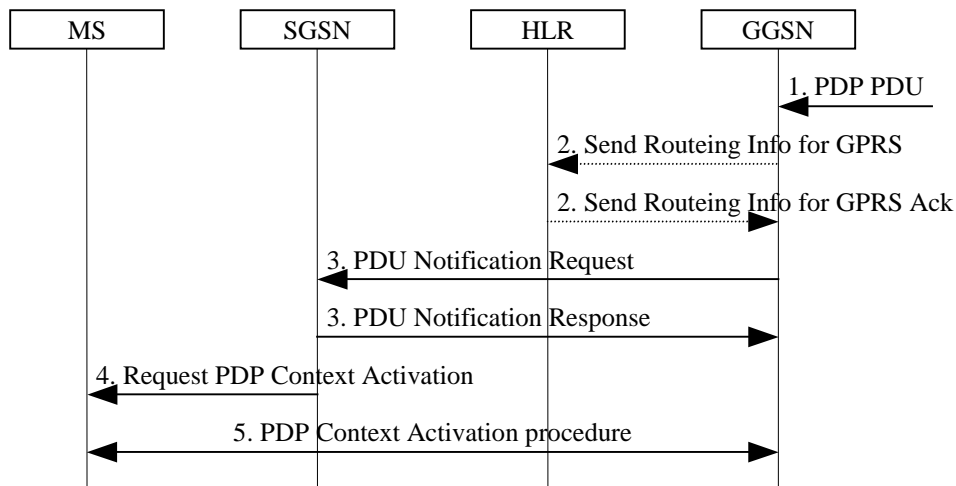 MS
SGSN
HLR
GGSN
1. PDP PDU
2. Send Routeing Info for GPRS
2. Send Routeing Info for GPRS Ack
3. PDU Notification Request
3. PDU Notification Response
4. Request PDP Context Activation
5. PDP Context Activation procedure